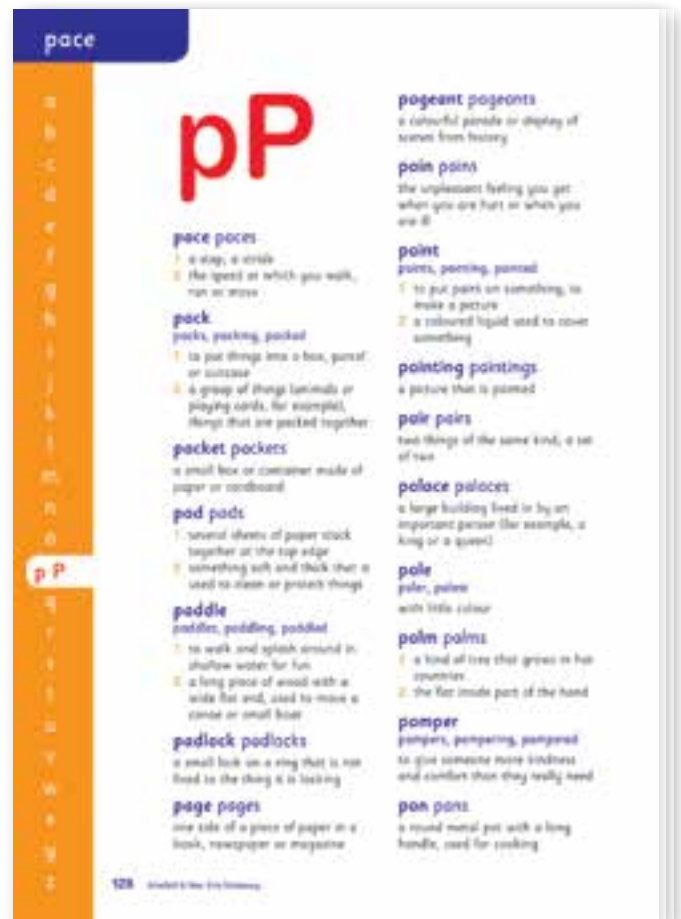 pace
a
b
c
d
e
f
g
h
i
j
k
l
m
n
o
p P
q
r
s
t
u
v
w
x
y
z
pP
pace paces
1 a step, a stride
2 the speed at which you walk,
run or move
pack
packs, packing, packed
1 to put things into a box, parcel
or suitcase
2 a group of things (animals or
playing cards, for example),
things that are packed together
packet packets
a small box or container made of
paper or cardboard
pad pads
1 several sheets of paper stuck
together at the top edge
2 something soft and thick that is
used to clean or protect things
paddle
paddles, paddling, paddled
1 to walk and splash around in
shallow water for fun
2 a long piece of wood with a
wide flat end, used to move a
canoe or small boat
padlock padlocks
a small lock on a ring that is not
fixed to the thing it is locking
page pages
one side of a piece of paper in a
book, newspaper or magazine
128
pageant pageants
a colourful parade or display of
scenes from history
pain pains
the unpleasant feeling you get
when you are hurt or when you
are ill
paint
paints, painting, painted
1 to put paint on something, to
make a picture
2 a coloured liquid used to cover
something
painting paintings
a picture that is painted
pair pairs
two things of the same kind, a set
of two
palace palaces
a large building lived in by an
important person (for example, a
king or a queen)
pale
paler, palest
with little colour
palm palms
1 a kind of tree that grows in hot
countries
2 the flat inside part of the hand
pamper
pampers, pampering, pampered
to give someone more kindness
and comfort than they really need
pan pans
a round metal pot with a long
handle, used for cooking